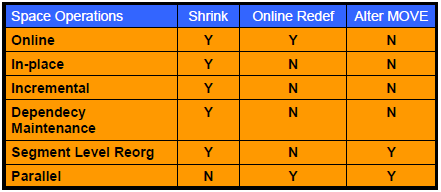 Space Operations Shrink Online Redef Alter MOVE
Online Y Y N
In-place Y N N
Incremental Y N N
Dependecy
Maintenance Y N N
Segment Level Reorg Y N Y
Parallel N Y Y